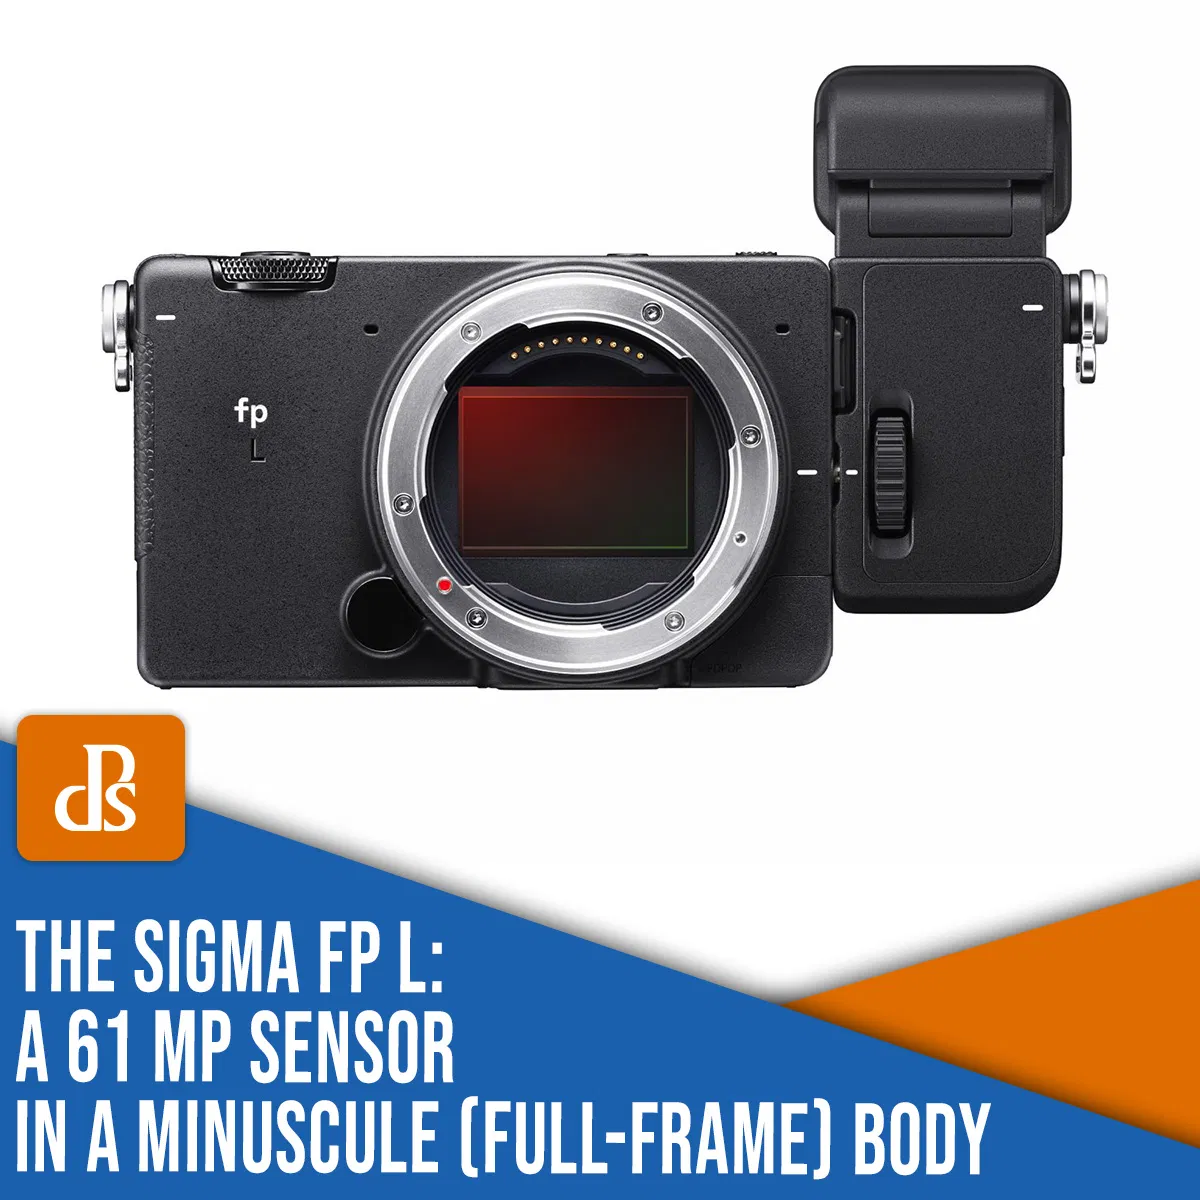 fp
L
dPS
THE SIGMA FP L:
A 61 MP SENSOR
IN A MINUSCULE (FULL-FRAME) BODY